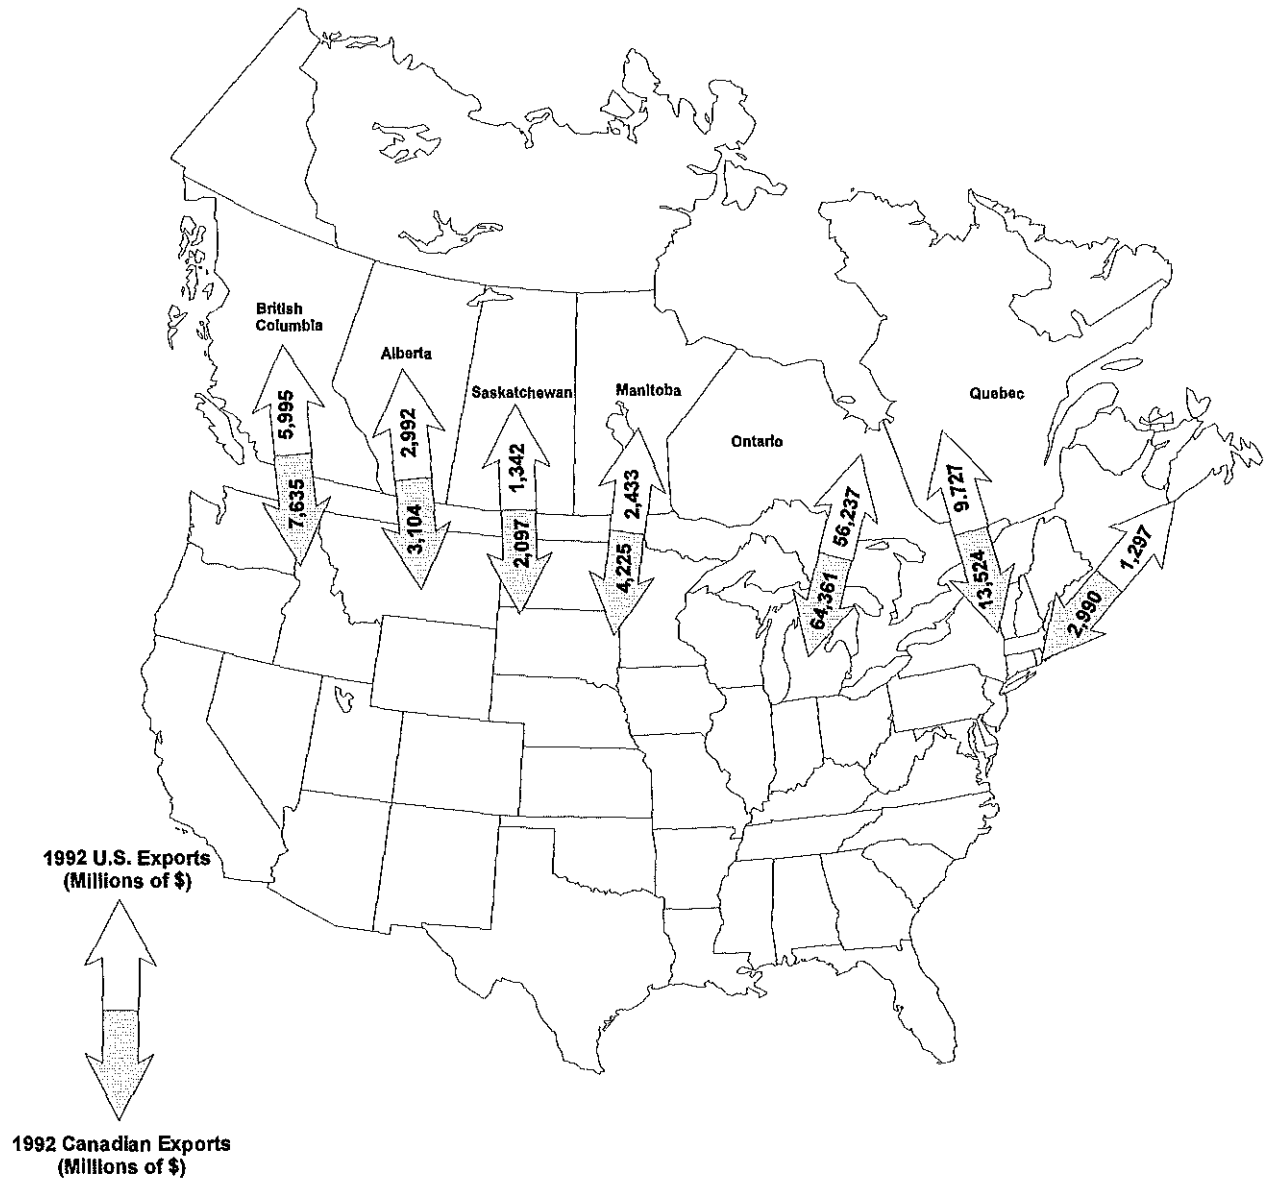 British
Columbia
Alberta
Saskatchewan
Manitoba
Ontario
Quebec
5,995
7,635
2,992
3,104
1,342
2,097
2,433
4,225
56,237
64,361
9.727
13,524
1,297
2,990
1992 U.S. Exports
(Millions of $)
1992 Canadian Exports
(Millions of $)